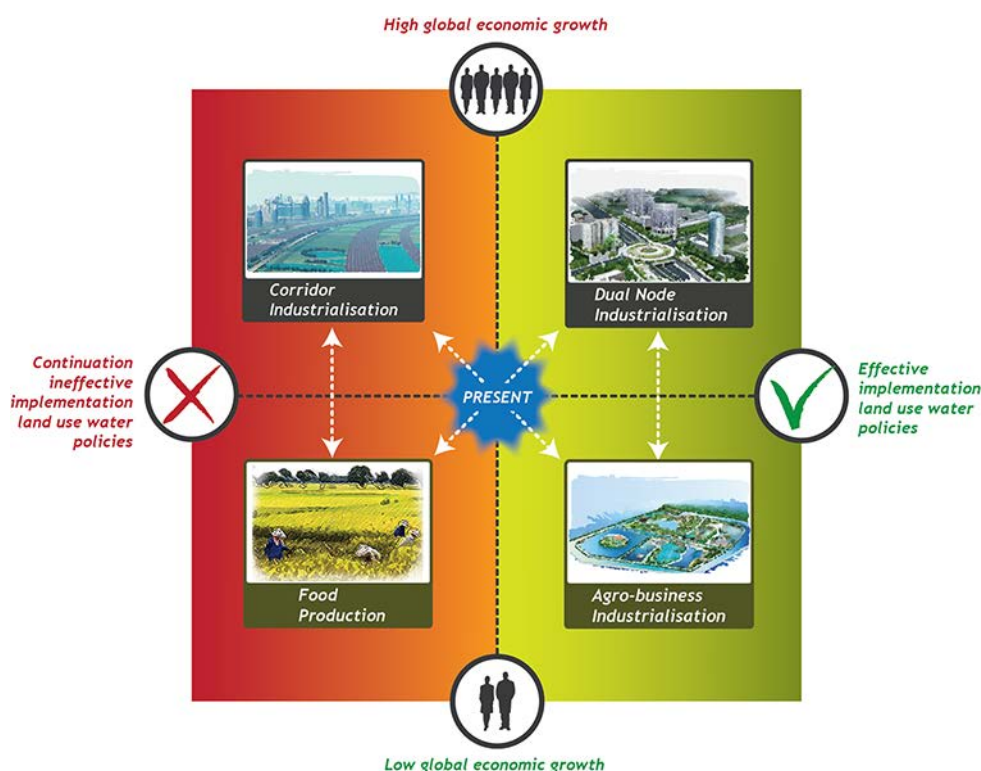 High global economic growth
Corridor
Industrialisation
Dual Node
Industrialisation
Continuation
ineffective
implementation
land use water
policies
PRESENT
Effective
implementation
land use water
policies
Food
Production
Agro-business
Industrialisation
Low global economic growth